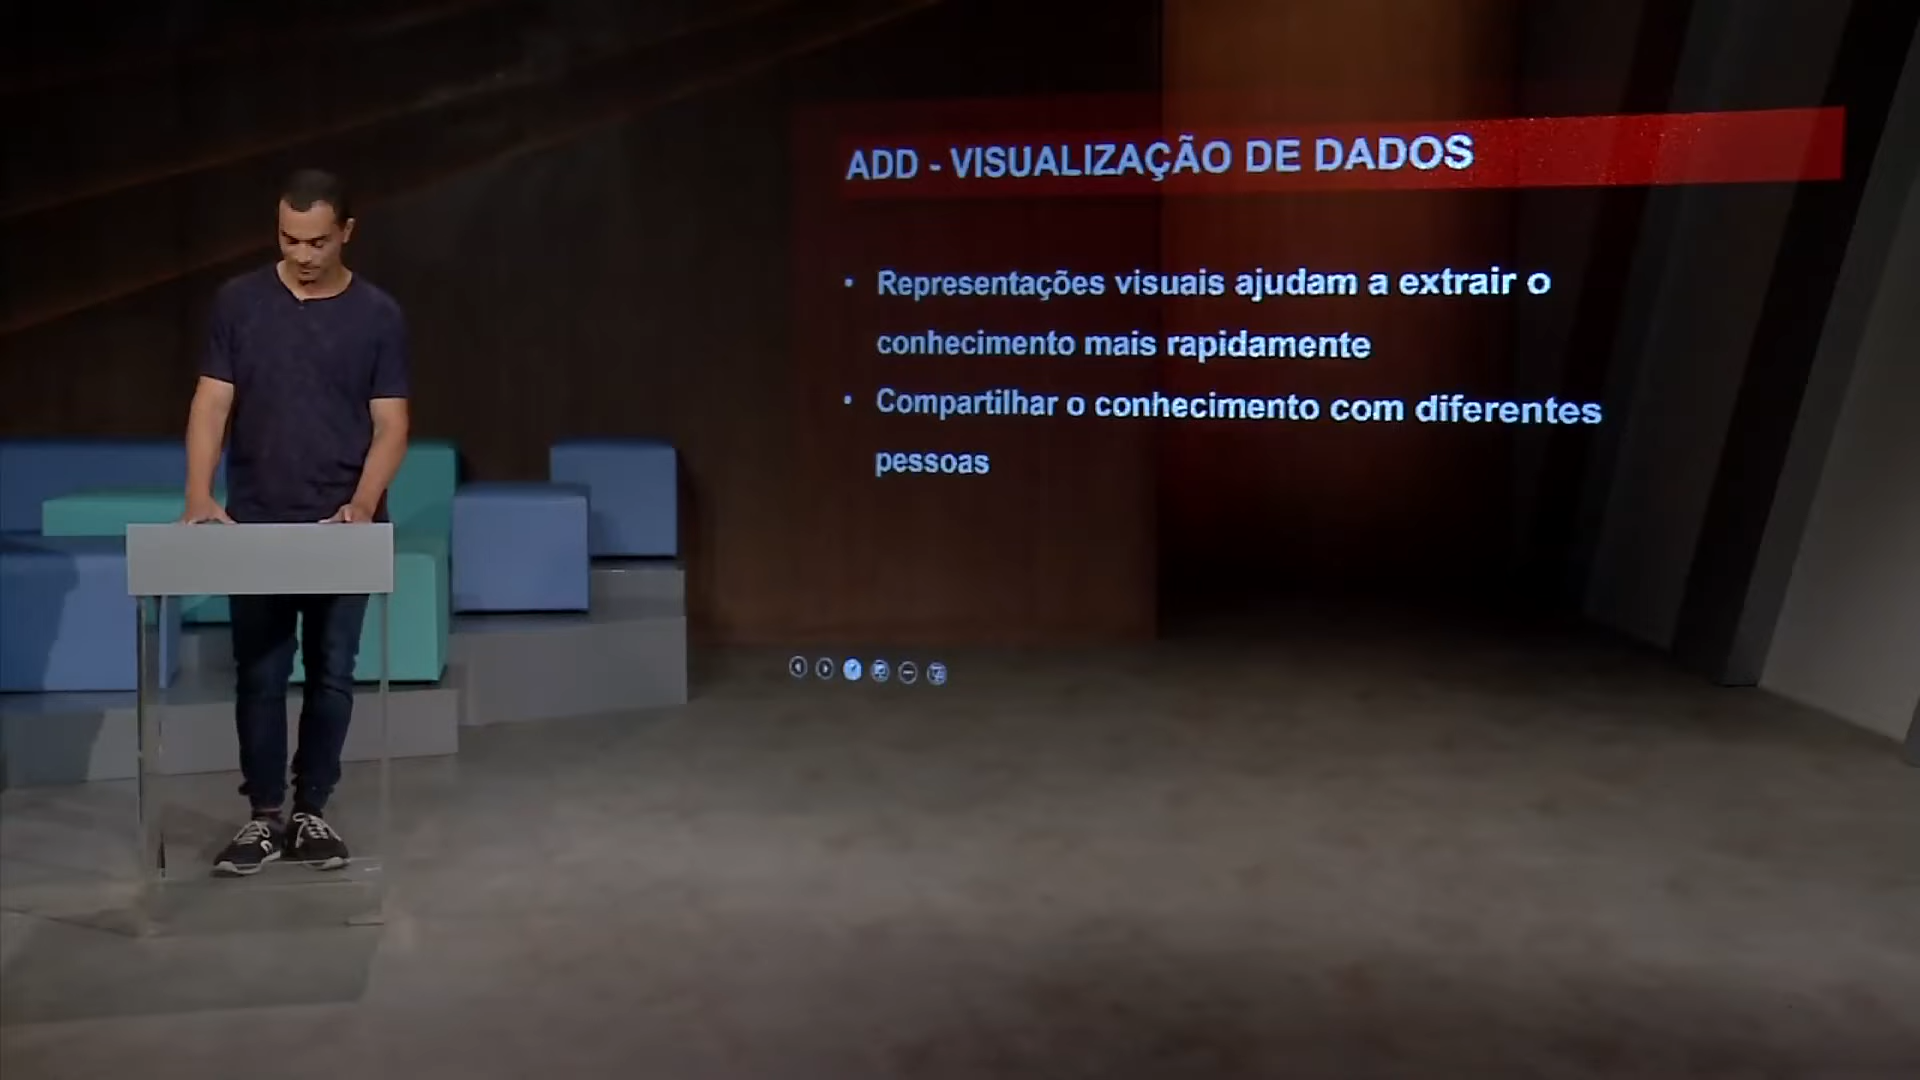 ADD - VISUALIZAÇÃO DE DADOS
• Representações visuais ajudam a extrair o
conhecimento mais rapidamente
• Compartilhar o conhecimento com diferentes
pessoas